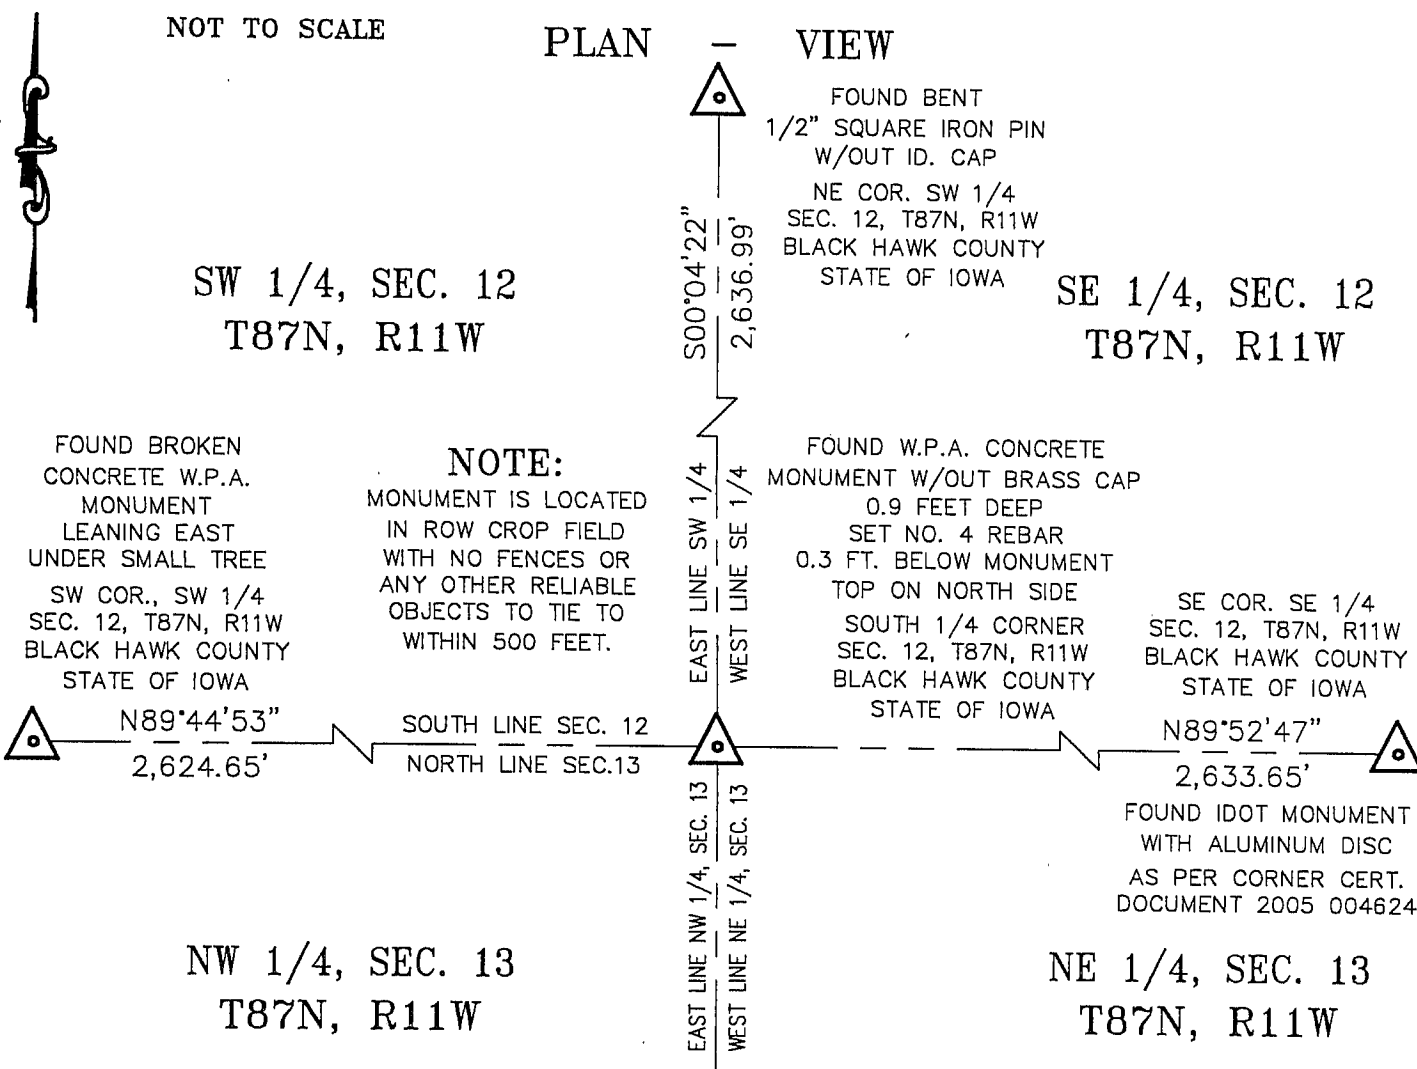 NOT TO SCALE
PLAN - VIEW
FOUND BENT
1/2" SQUARE IRON PIN
W/OUT ID. CAP
NE COR. SW 1/4
SEC. 12, T87N, R11W
BLACK HAWK COUNTY
STATE OF IOWA
S00°04'22"
2,636.99'
SW 1/4, SEC. 12
T87N, R11W
SE 1/4, SEC. 12
T87N, R11W
FOUND BROKEN
CONCRETE W.P.A.
MONUMENT
LEANING EAST
UNDER SMALL TREE
SW COR., SW 1/4
SEC. 12, T87N, R11W
BLACK HAWK COUNTY
STATE OF IOWA
N89°44'53"
2,624.65'
NOTE:
MONUMENT IS LOCATED
IN ROW CROP FIELD
WITH NO FENCES OR
ANY OTHER RELIABLE
OBJECTS TO TIE TO
WITHIN 500 FEET.
SOUTH LINE SEC. 12
NORTH LINE SEC.13
EAST LINE SW 1/4
WEST LINE SE 1/4
FOUND W.P.A. CONCRETE
MONUMENT W/OUT BRASS CAP
0.9 FEET DEEP
SET NO. 4 REBAR
0.3 FT. BELOW MONUMENT
TOP ON NORTH SIDE
SOUTH 1/4 CORNER
SEC. 12, T87N, R11W
BLACK HAWK COUNTY
STATE OF IOWA
SE COR. SE 1/4
SEC. 12, T87N, R11W
BLACK HAWK COUNTY
STATE OF IOWA
N89°52'47"
2,633.65'
FOUND IDOT MONUMENT
WITH ALUMINUM DISC
AS PER CORNER CERT.
DOCUMENT 2005 004624
EAST LINE NW 1/4, SEC. 13
WEST LINE NE 1/4, SEC. 13
NW 1/4, SEC. 13
T87N, R11W
NE 1/4, SEC. 13
T87N, R11W